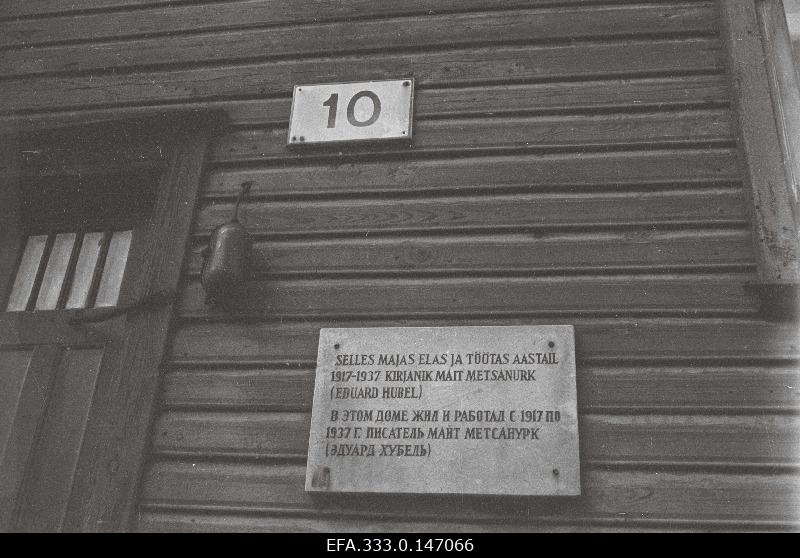 10
SELLES MAJAS ELAS JA TÖÖTAS AASTAIL
1917-1937 KIRJANIK MAIT METSANURK
(EDUARD HUBEL)
В ЭТОМ ДОМЕ ЖИЛ И РАБОТАЛ С 1917 ПО
1937 Г. ПИСАТЕЛЬ МАЙТ МЕТСАНУРК
(ЭДУАРД ХУБЕЛЬ)
EFA.333.0.147066